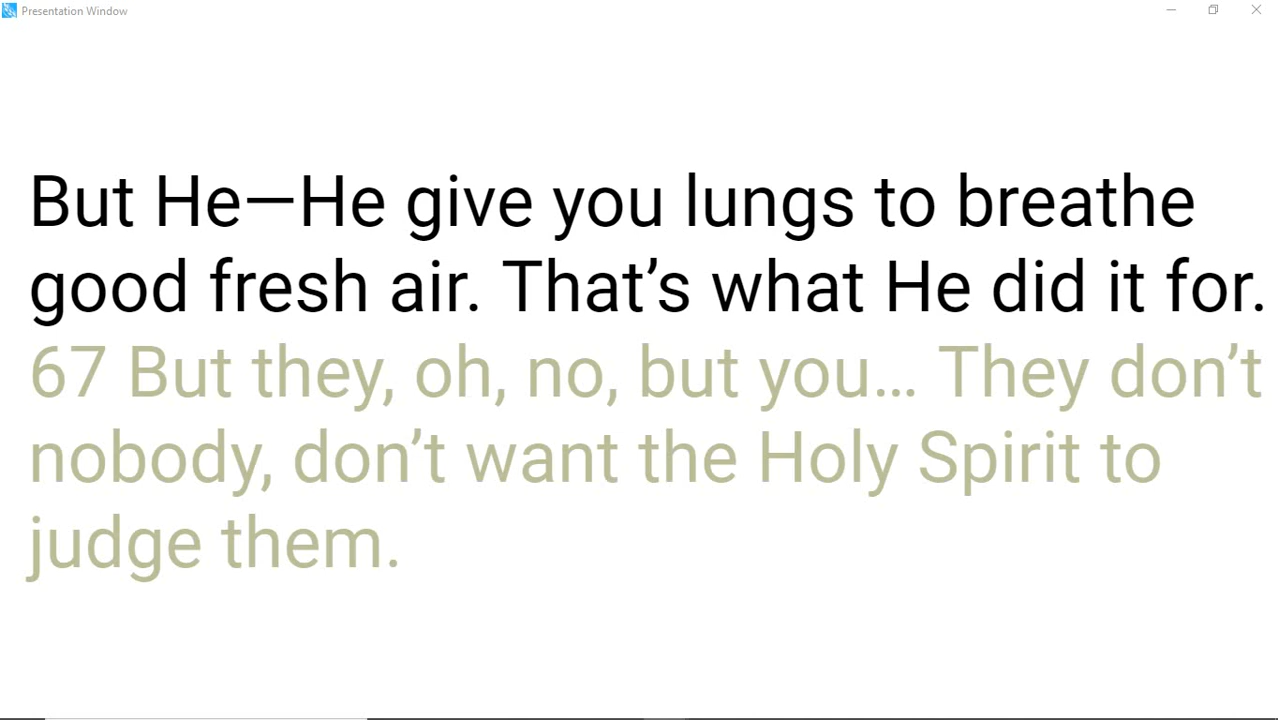 Presentation Window
But He—He give you lungs to breathe
good fresh air. That’s what He did it for.
67 But they, oh, no, but you… They don’t
nobody, don’t want the Holy Spirit to
judge them.